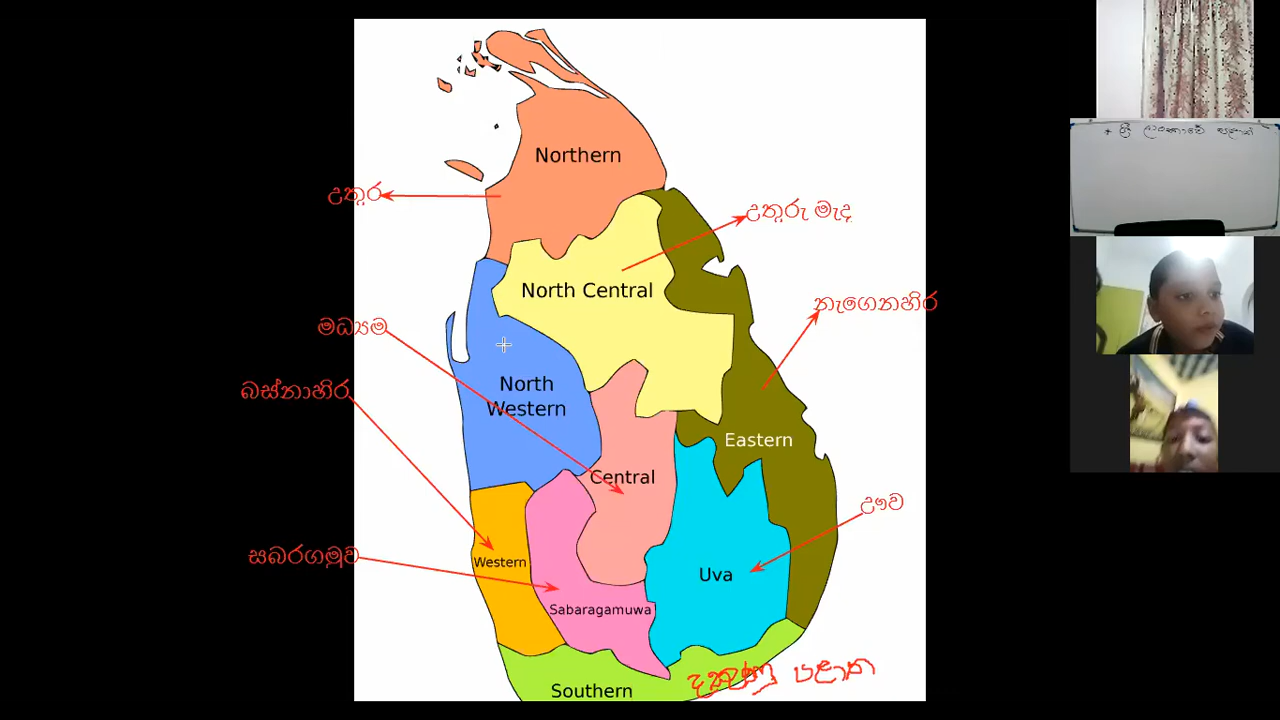 + ශ්‍රී ලංකාවේ පළාත්
Northern
උතුර
උතුරු මැද
North Central
නැගෙනහිර
මධ්‍යම
North
Western
බස්නාහිර
Eastern
Central
ඌව
Western
සබරගමුව
Uva
Sabaragamuwa
Southern
දකුණු පළාත